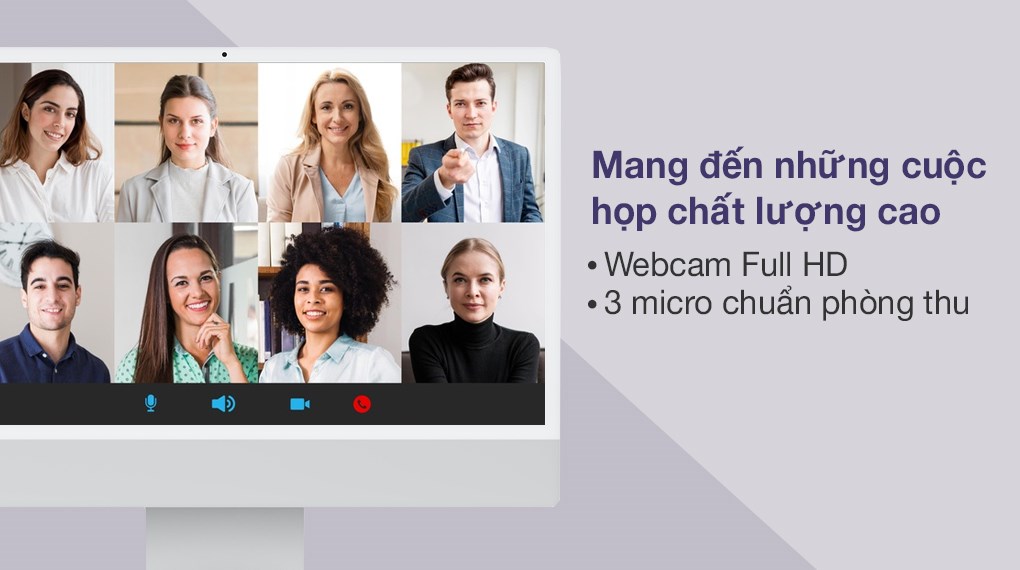 Mang đến những cuộc
họp chất lượng cao
• Webcam Full HD
• 3 micro chuẩn phòng thu